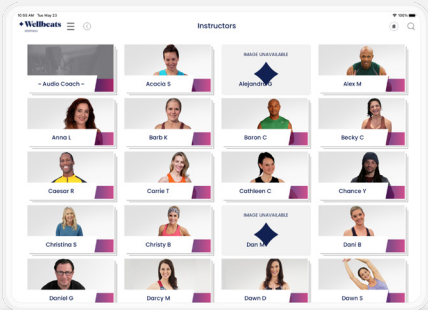 10:55 AM Tue May 23
100%
Wellbeats
Instructors
IMAGE UNAVAILABLE
~ Audio Coach ~ Acacia S Alejandro G Alex M
Anna L Barb K Baron C Becky C
Caesar R Carrie T Cathleen C Chance Y
IMAGE UNAVAILABLE
Christina S Christy B Dan M Dani B
Daniel G Darcy M Dawn D Dawn S